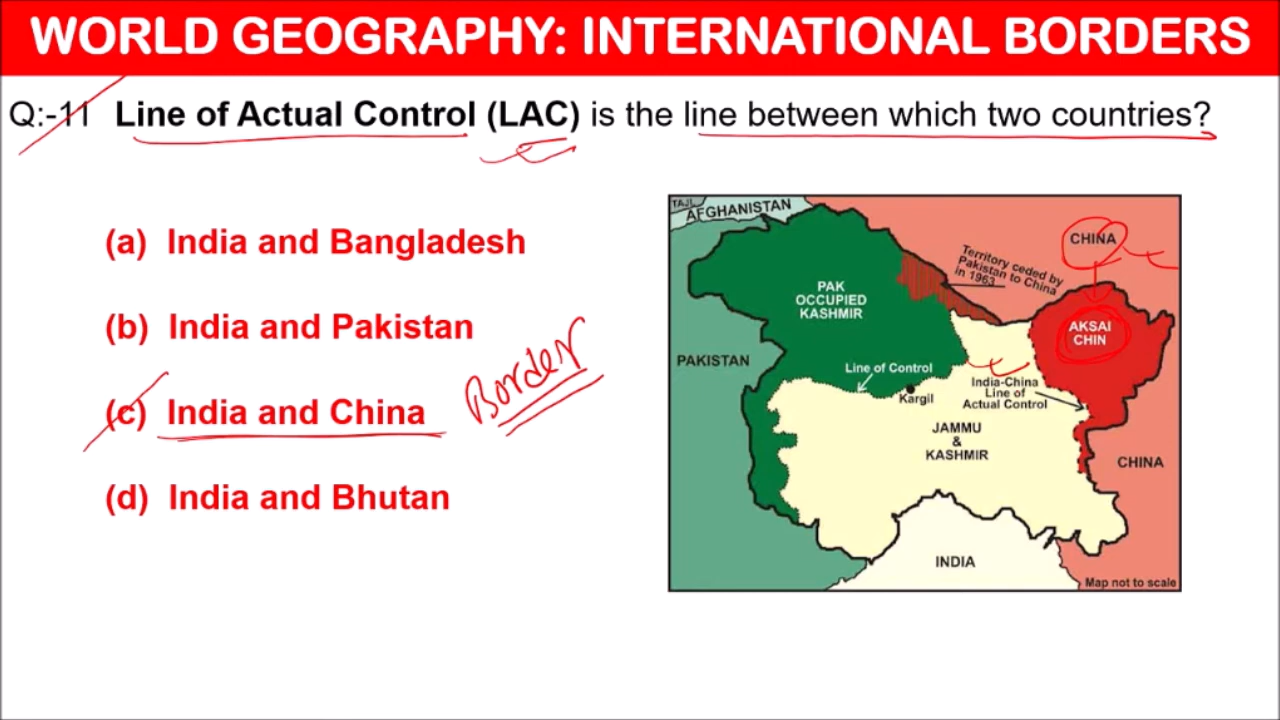 WORLD GEOGRAPHY: INTERNATIONAL BORDERS
Q:-11 Line of Actual Control (LAC) is the line between which two countries?
(a) India and Bangladesh
(b) India and Pakistan
(c) India and China
(d) India and Bhutan
Border
TAJI.
AFGHANISTAN
CHINA
Territory ceded by
Pakistan to China
in 1963
PAK
OCCUPIED
KASHMIR
AKSAI
CHIN
PAKISTAN
Line of Control
Kargil
India-China
Line of
Actual Control
JAMMU
&
KASHMIR
CHINA
INDIA
Map not to scale